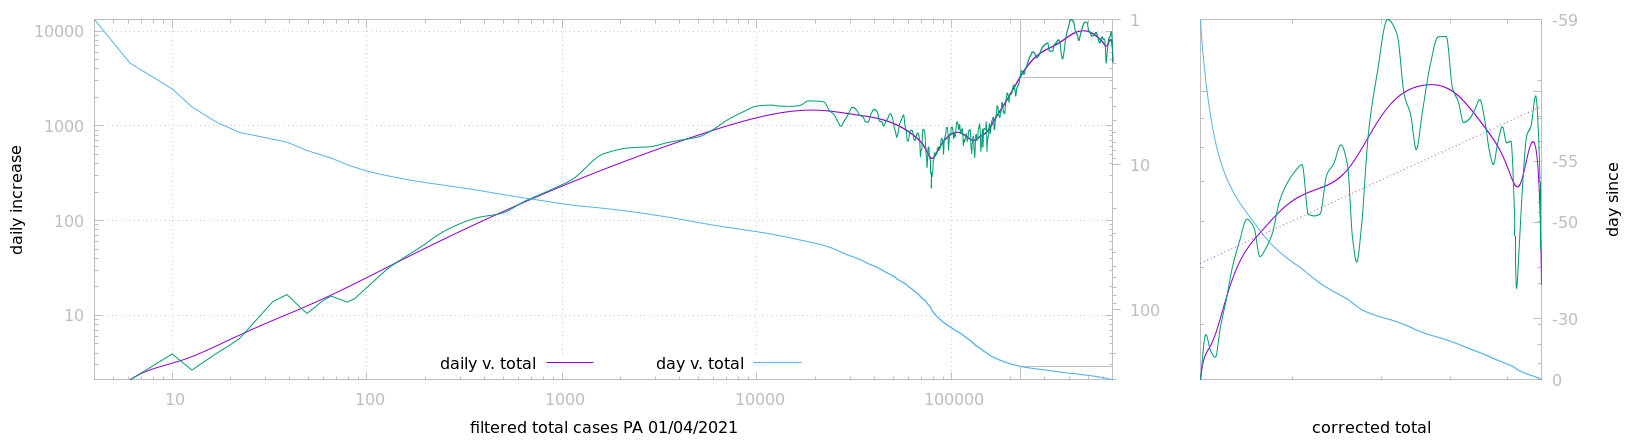 10000
1000
100
10
daily increase
daily v. total
day v. total
10
100
1000
10000
100000
filtered total cases PA 01/04/2021
1
10
100
-59
-55
-50
-30
0
day since
corrected total